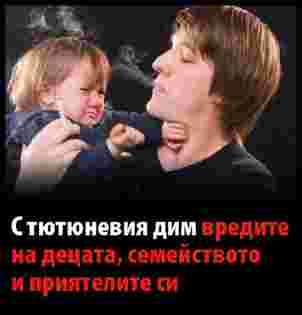 С тютюневия дим вредите
на децата, семейството
и приятелите си